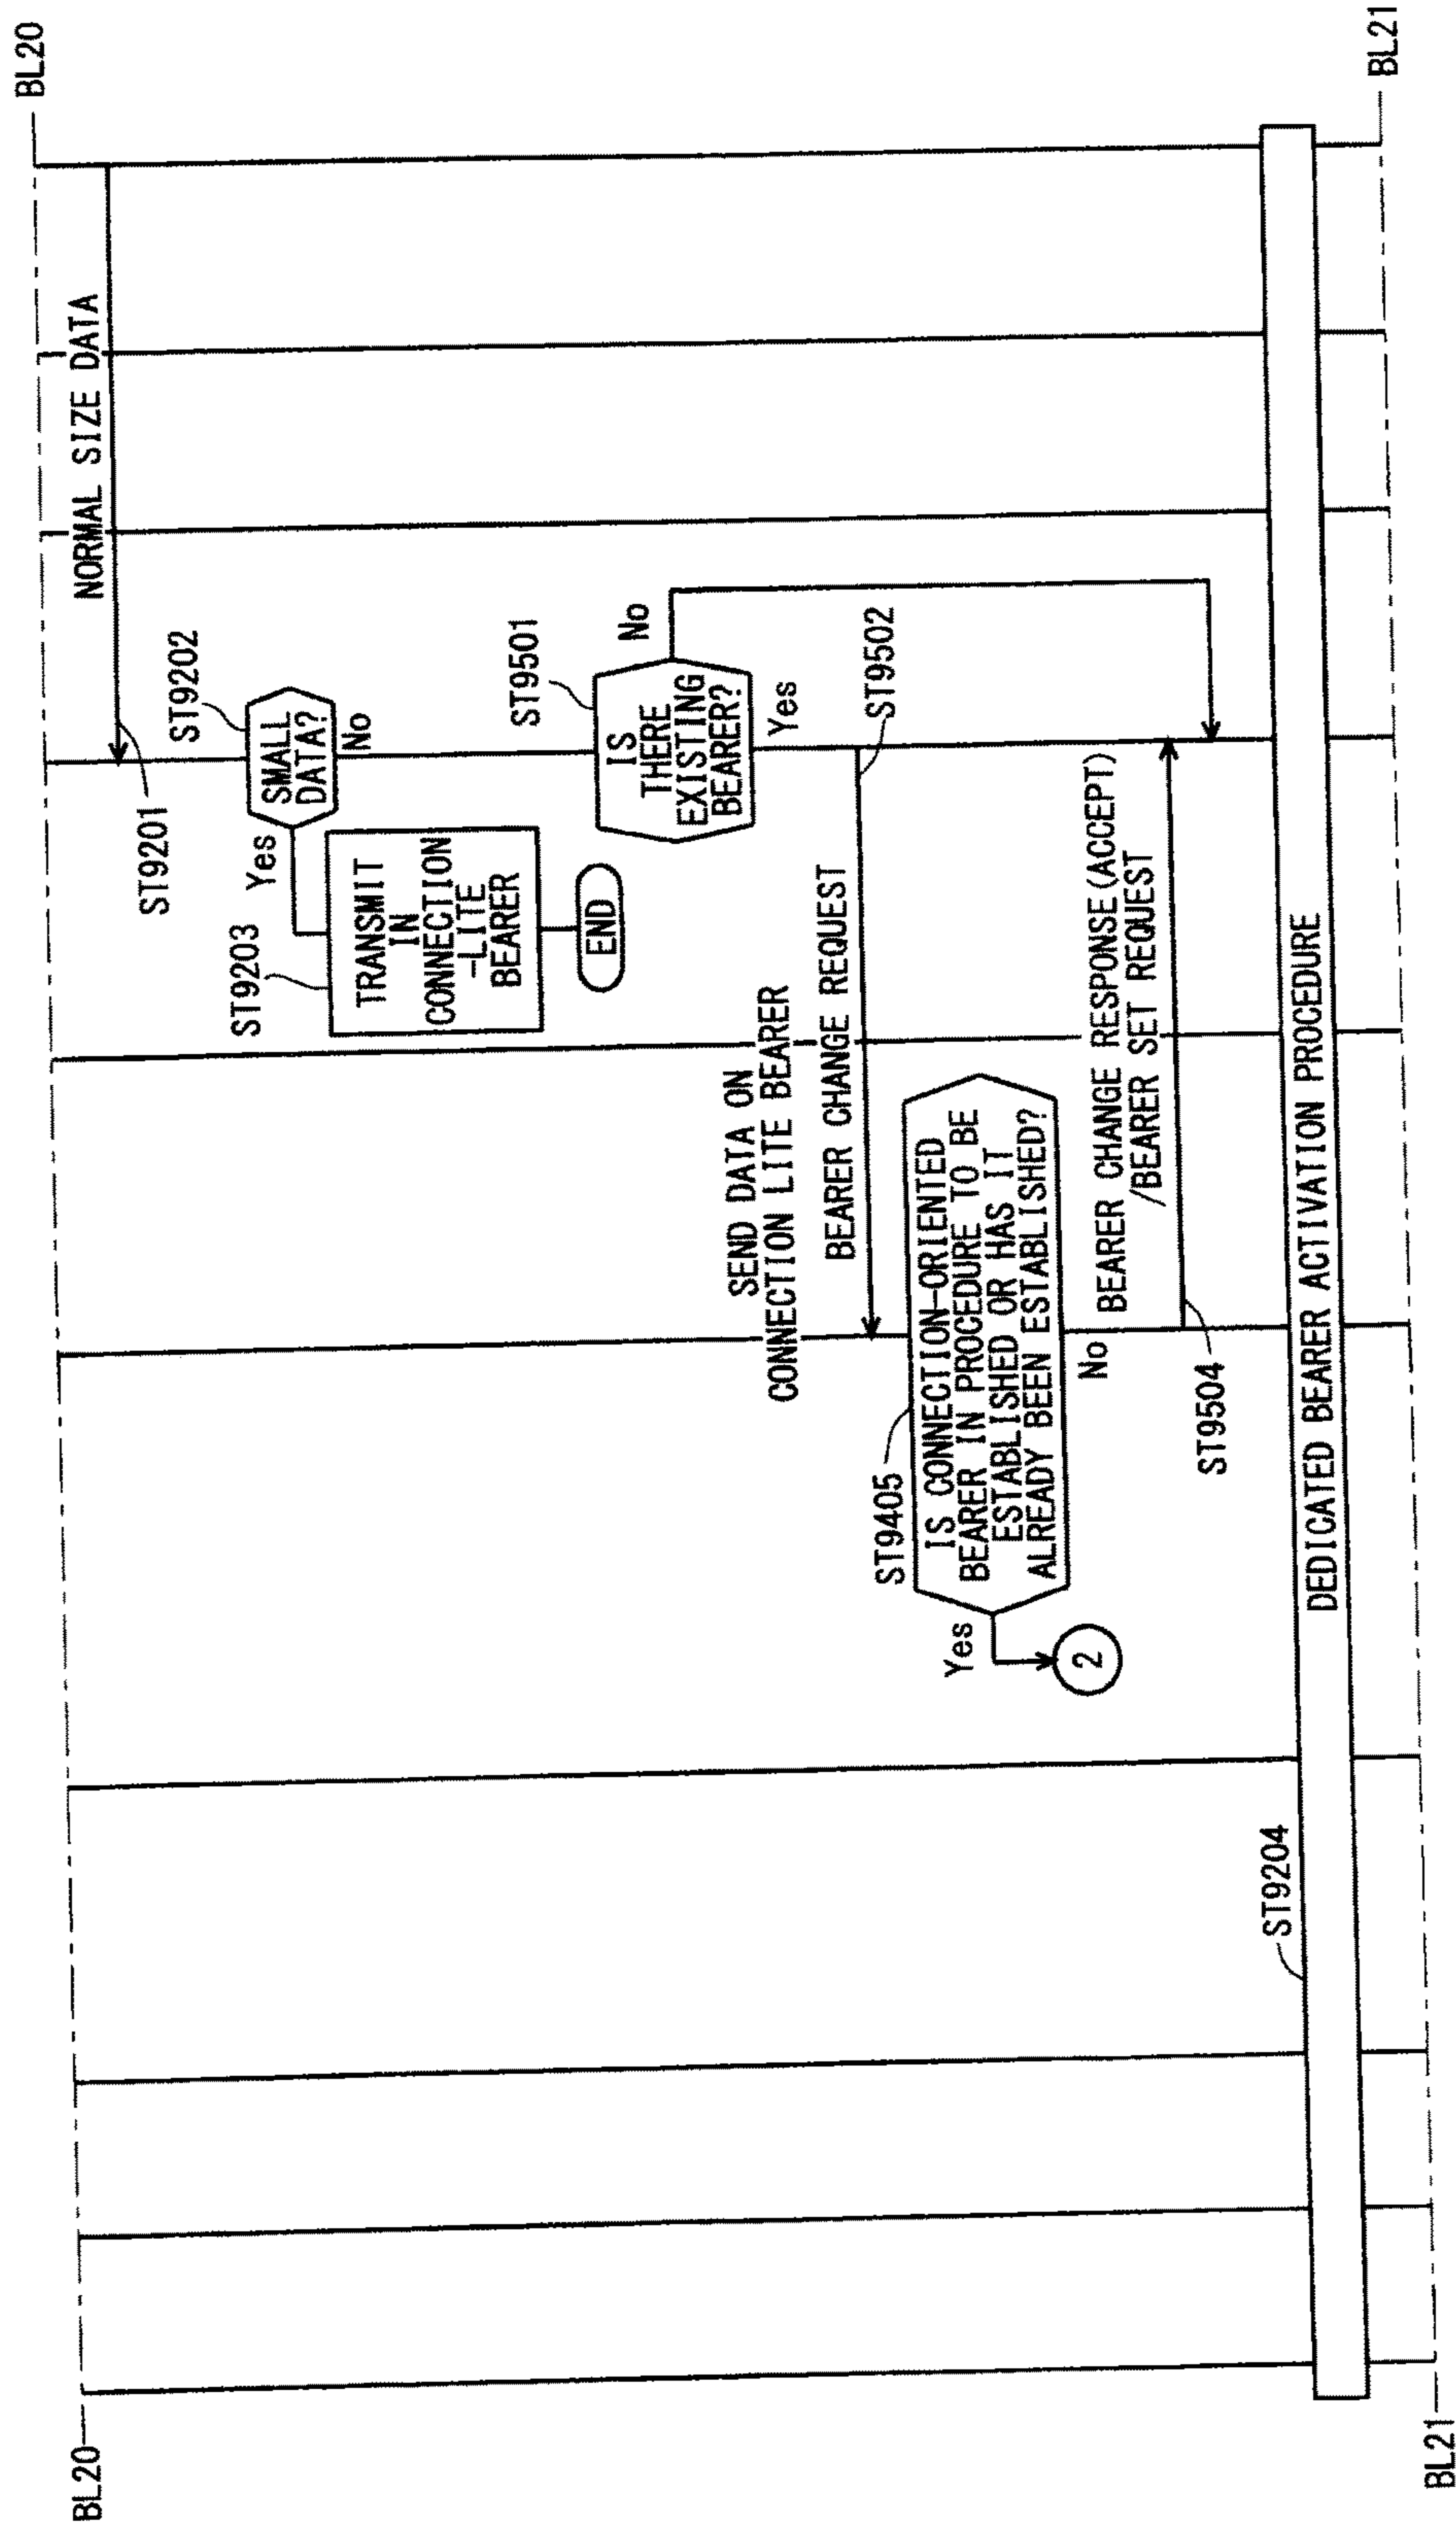 BL20
BL20
NORMAL SIZE DATA
ST9201
ST9202
SMALL
DATA?
Yes
No
ST9203
TRANSMIT
IN
CONNECTION
-LITE
BEARER
END
ST9501
IS
THERE
EXISTING
BEARER?
No
Yes
SEND DATA ON
CONNECTION LITE BEARER
BEARER CHANGE REQUEST
ST9502
ST9405
IS CONNECTION-ORIENTED
BEARER IN PROCEDURE TO BE
ESTABLISHED OR HAS IT
ALREADY BEEN ESTABLISHED?
Yes
2
No
BEARER CHANGE RESPONSE(ACCEPT)
/BEARER SET REQUEST
ST9504
ST9204
DEDICATED BEARER ACTIVATION PROCEDURE
BL21
BL21